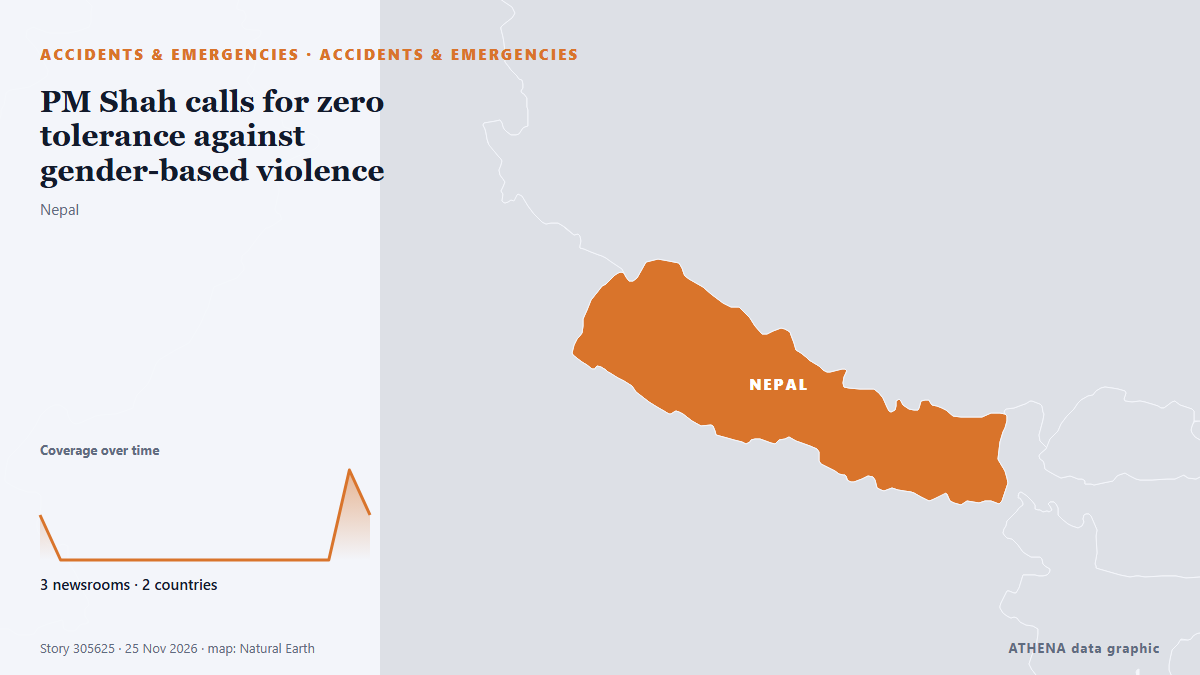 ACCIDENTS & EMERGENCIES · ACCIDENTS & EMERGENCIES
PM Shah calls for zero
tolerance against
gender-based violence
Nepal
NEPAL
Coverage over time
3 newsrooms · 2 countries
Story 305625 · 25 Nov 2026 · map: Natural Earth
ATHENA data graphic